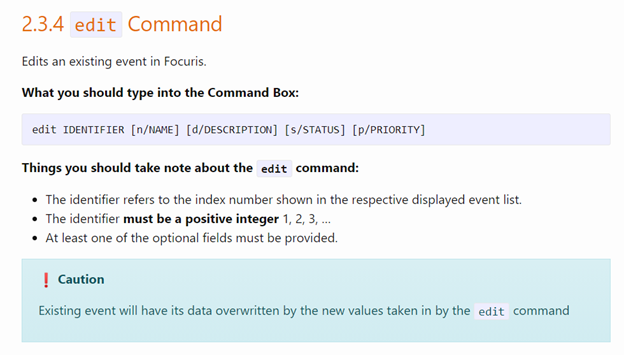 2.3.4 edit Command
Edits an existing event in Focuris.
What you should type into the Command Box:
edit IDENTIFIER [n/NAME] [d/DESCRIPTION] [s/STATUS] [p/PRIORITY]
Things you should take note about the edit command:
• The identifier refers to the index number shown in the respective displayed event list.
• The identifier must be a positive integer 1, 2, 3, …
• At least one of the optional fields must be provided.
❗ Caution
Existing event will have its data overwritten by the new values taken in by the edit command